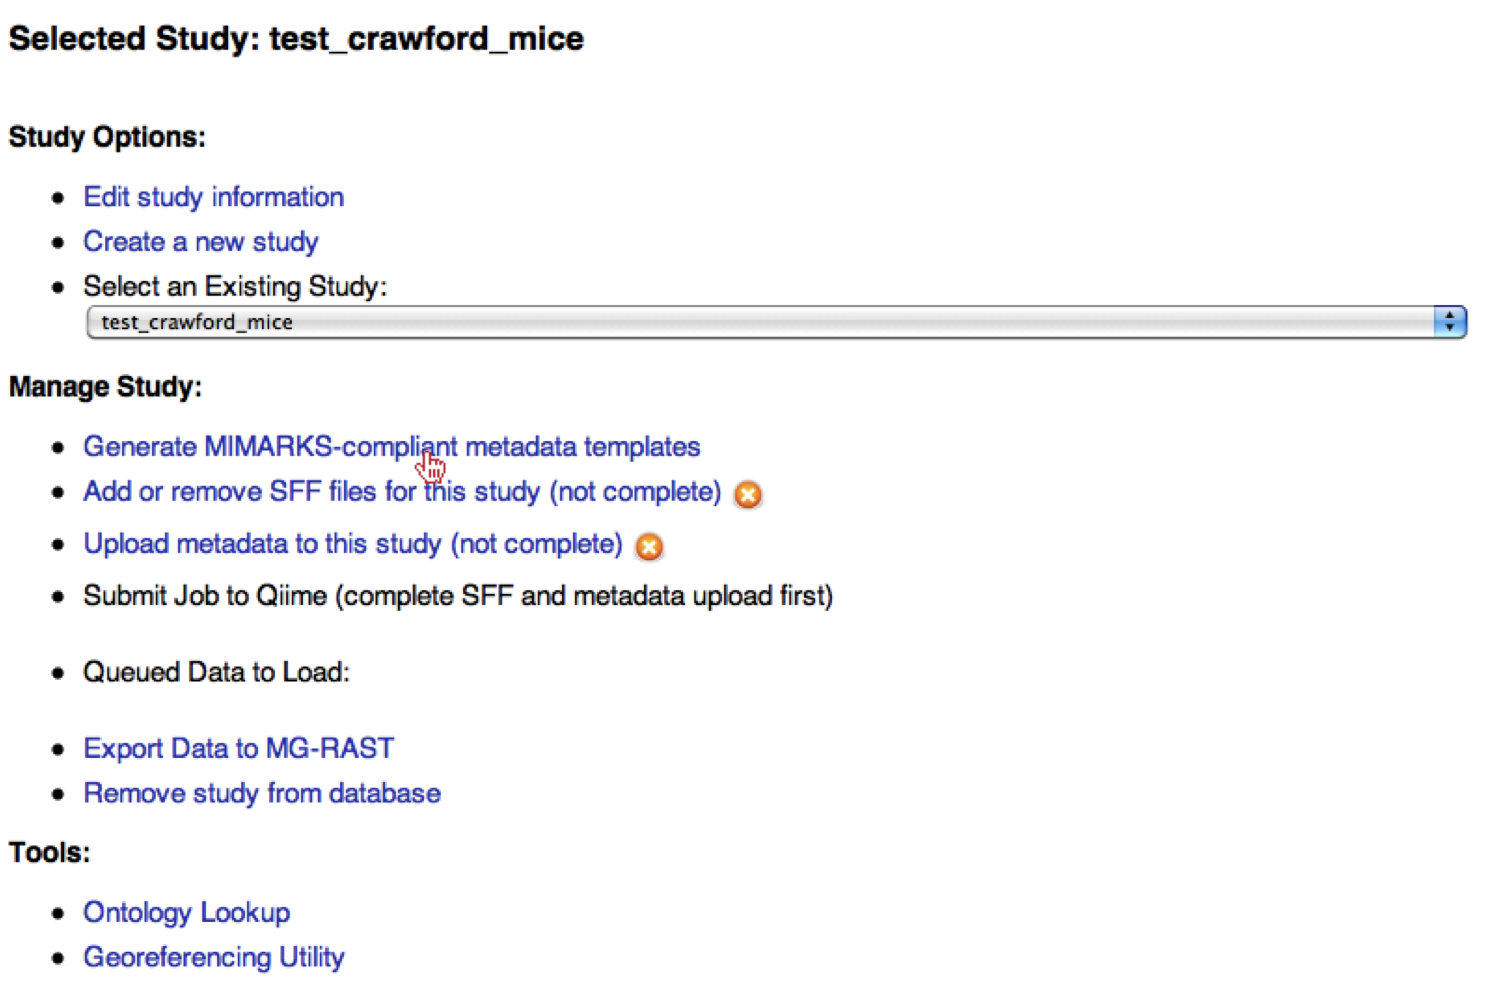 Selected Study: test_crawford_mice
Study Options:
Edit study information
Create a new study
Select an Existing Study:
test_crawford_mice
Manage Study:
Generate MIMARKS-compliant metadata templates
Add or remove SFF files for this study (not complete)
Upload metadata to this study (not complete)
Submit Job to Qiime (complete SFF and metadata upload first)
Queued Data to Load:
Export Data to MG-RAST
Remove study from database
Tools:
Ontology Lookup
Georeferencing Utility